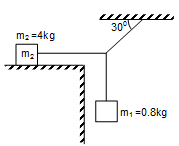 30°
m₂ =4kg
m₂
m₁ =0.8kg